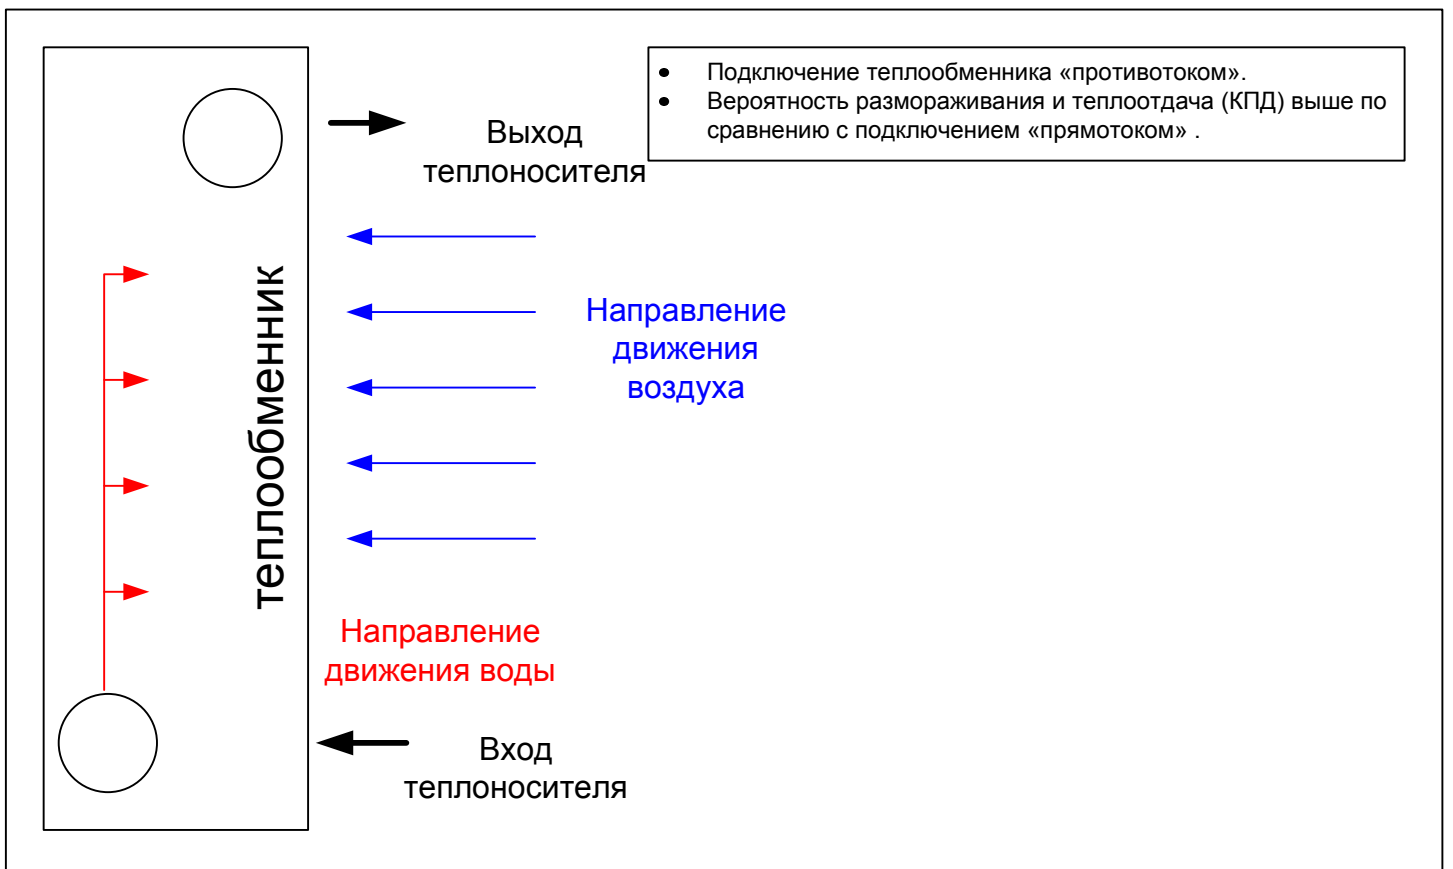 • Подключение теплообменника «противотоком».
• Вероятность размораживания и теплоотдача (КПД) выше по
сравнению с подключением «прямотоком» .
Выход
теплоносителя
теплообменник
Направление
движения
воздуха
Направление
движения воды
Вход
теплоносителя